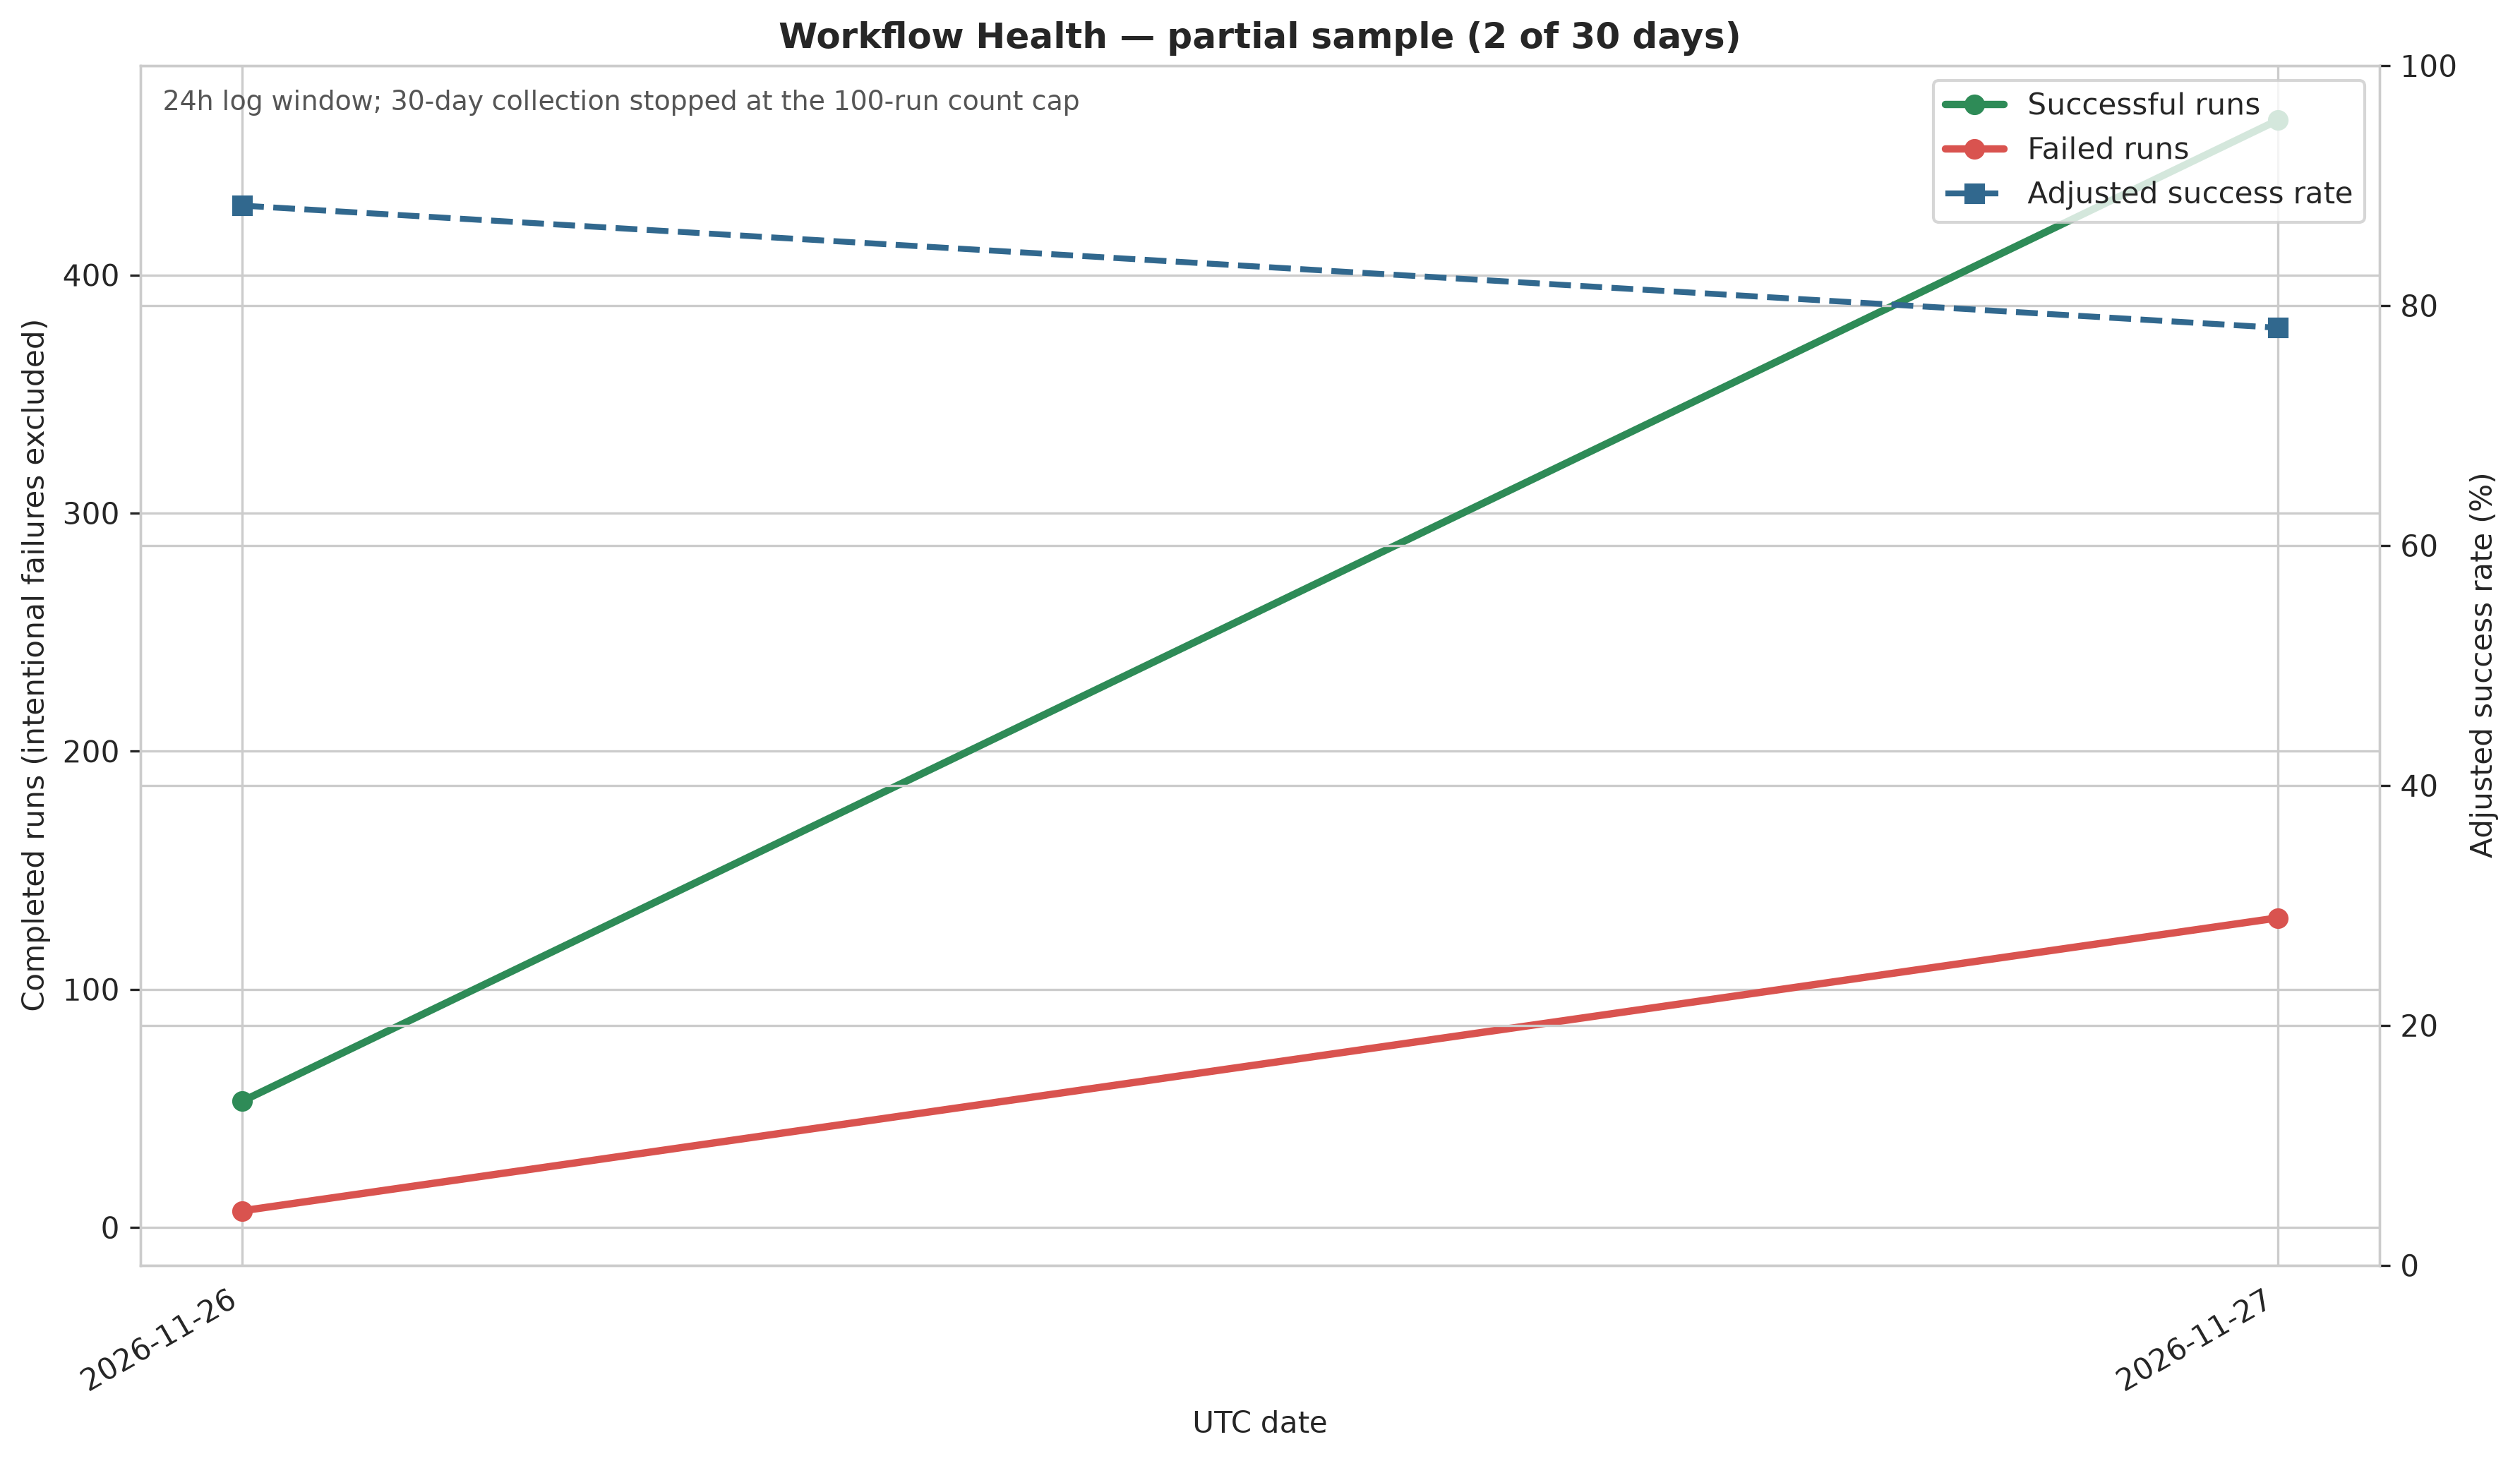 Workflow Health — partial sample (2 of 30 days)
24h log window; 30-day collection stopped at the 100-run count cap
Successful runs
Failed runs
Adjusted success rate
Completed runs (intentional failures excluded)
400
300
200
100
0
100
80
60
40
20
0
Adjusted success rate (%)
2026-11-26
2026-11-27
UTC date